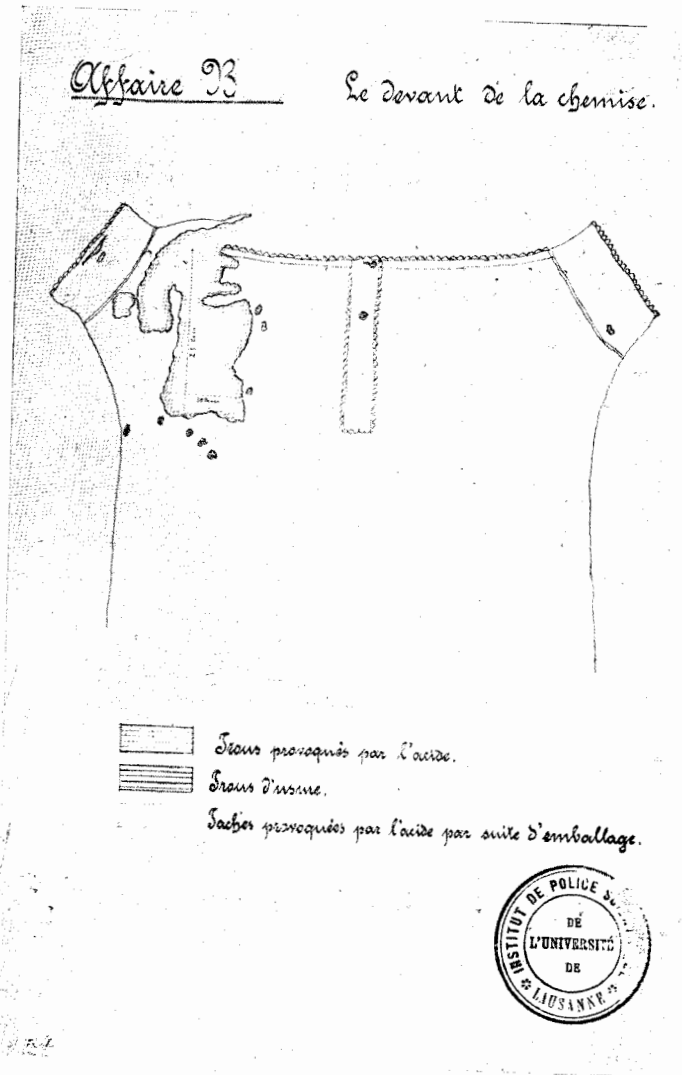 Affaire B
Le devant de la chemise.
Trous provoqués par l'acide.
Trous d'usure.
Taches provoquées par l'acide par suite d'emballage.
INSTITUT DE POLICE
DE
L'UNIVERSITÉ
DE
LAUSANNE